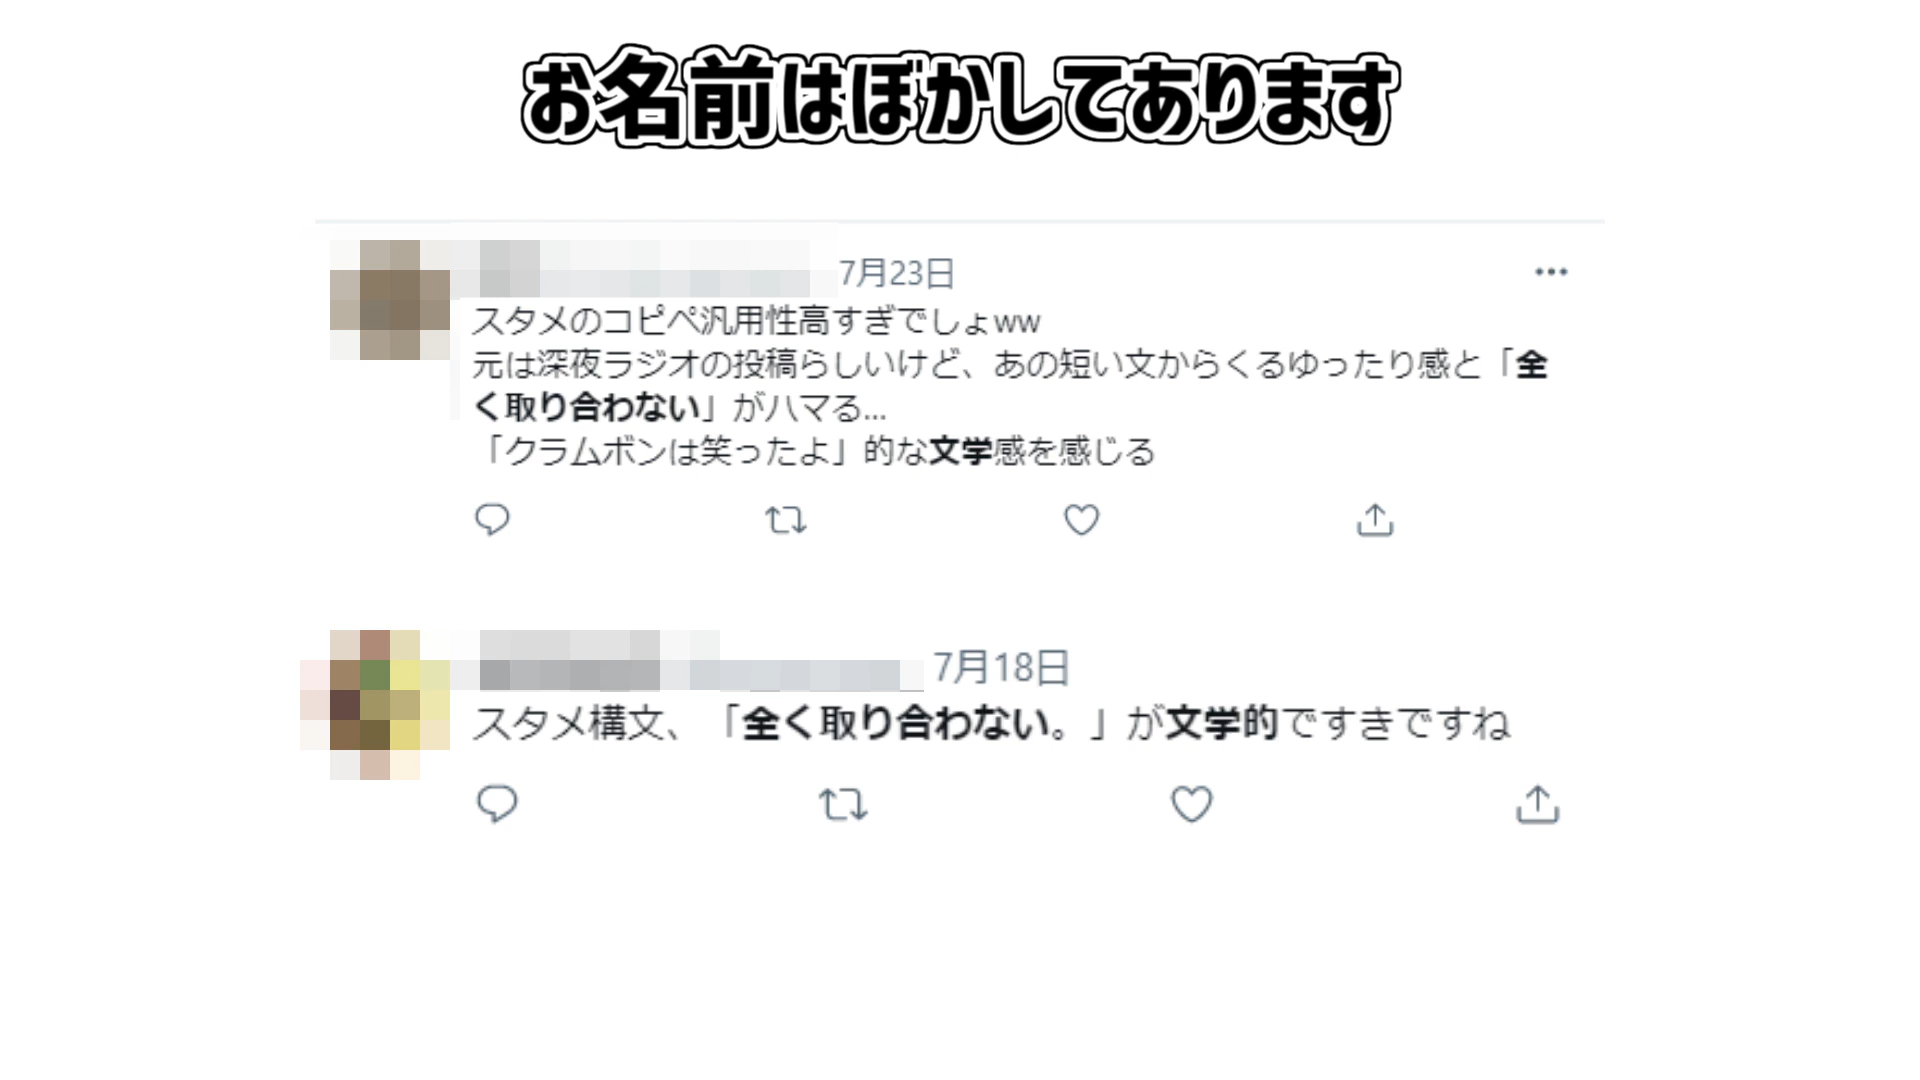 お名前はぼかしてあります
7月23日
スタメのコピペ汎用性高すぎでしょww
元は深夜ラジオの投稿らしいけど、あの短い文からくるゆったり感と「全
く取り合わない」がハマる...
「クラムボンは笑ったよ」的な文学感を感じる
7月18日
スタメ構文、「全く取り合わない。」が文学的ですきですね